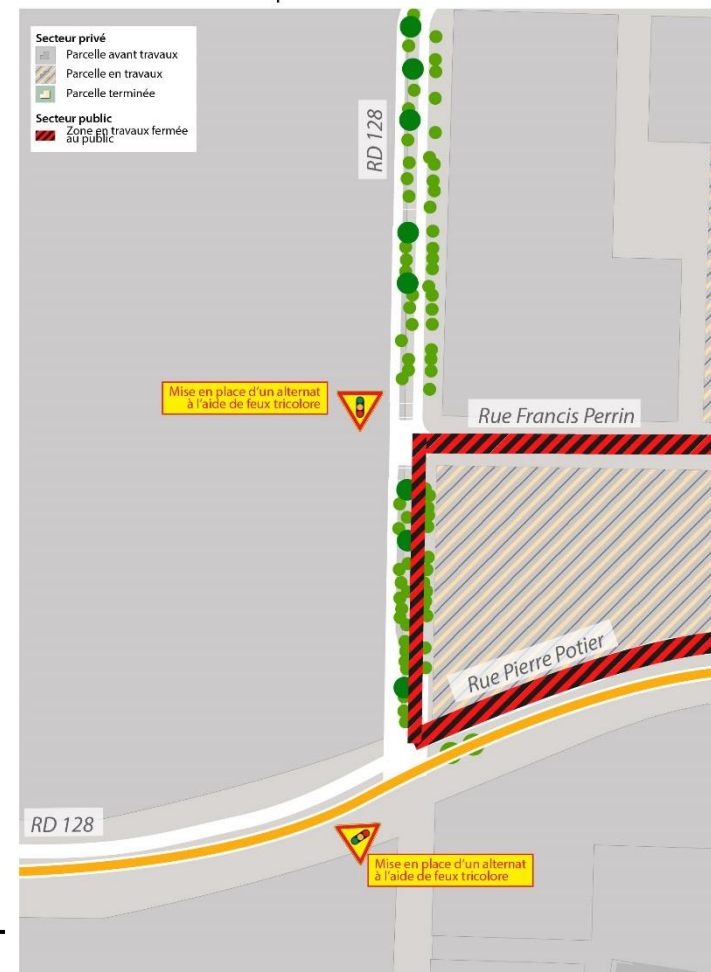 Secteur privé
Parcelle avant travaux
Parcelle en travaux
Parcelle terminée
Secteur public
Zone en travaux fermée
au public
RD 128
Mise en place d'un alternat
à l'aide de feux tricolore
Rue Francis Perrin
Rue Pierre Potier
RD 128
Mise en place d'un alternat
à l'aide de feux tricolore